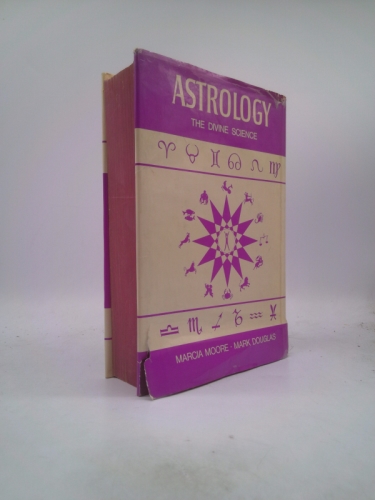 ASTROLOGY
THE DIVINE SCIENCE
♈ ♉ ♊ ♋ ♌ ♍
♎ ♏ ♐ ♑ ♒ ♓
MARCIA MOORE - MARK DOUGLAS